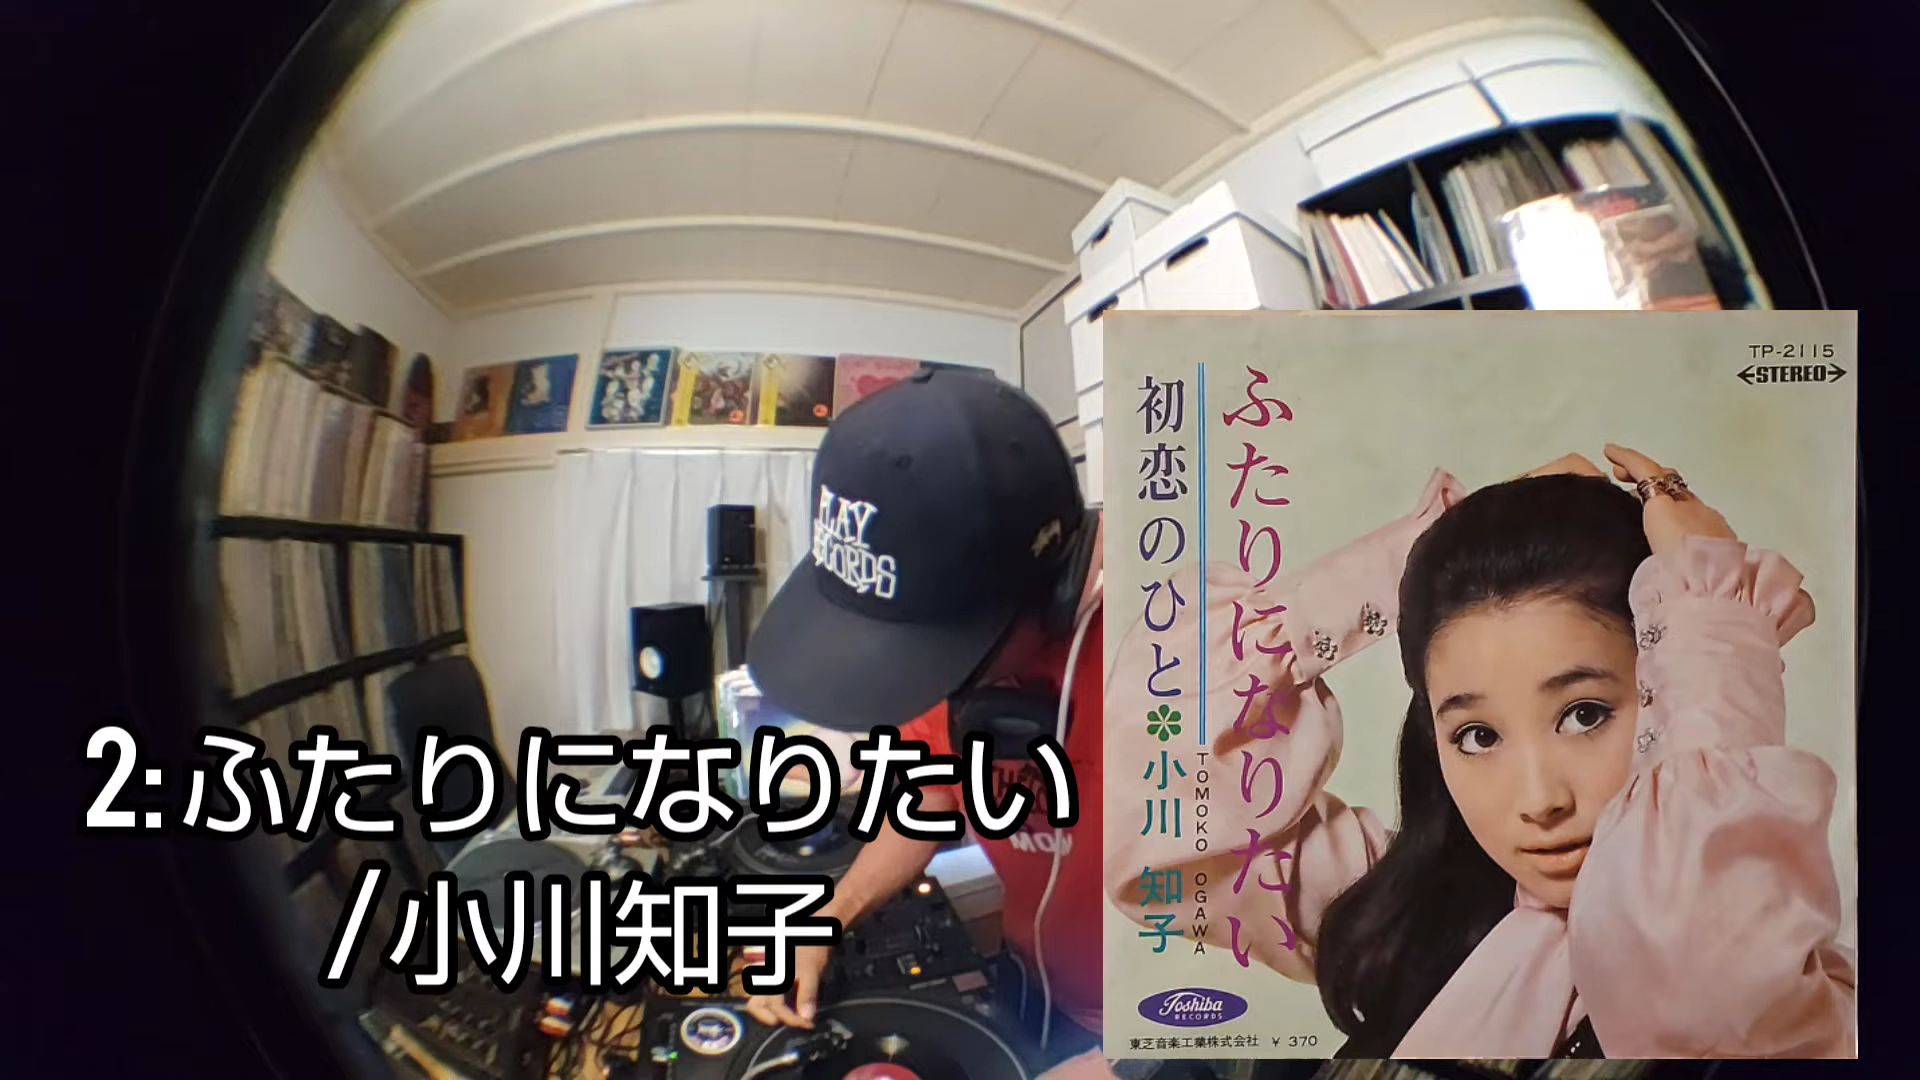 PLAY
RECORDS
2:ふたりになりたい
/小川知子
TP-2115
STEREO
ふたりになりたい
初恋のひと
小川 知子
TOMOKO OGAWA
Toshiba
RECORDS
東芝音楽工業株式会社 ¥ 370